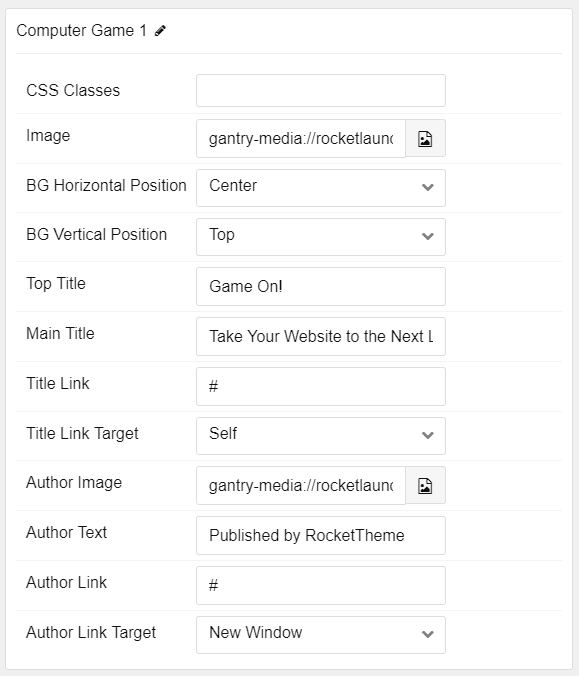 Computer Game 1
CSS Classes
Image gantry-media://rocketlaunc
BG Horizontal Position Center
BG Vertical Position Top
Top Title Game On!
Main Title Take Your Website to the Next L
Title Link #
Title Link Target Self
Author Image gantry-media://rocketlaunc
Author Text Published by RocketTheme
Author Link #
Author Link Target New Window